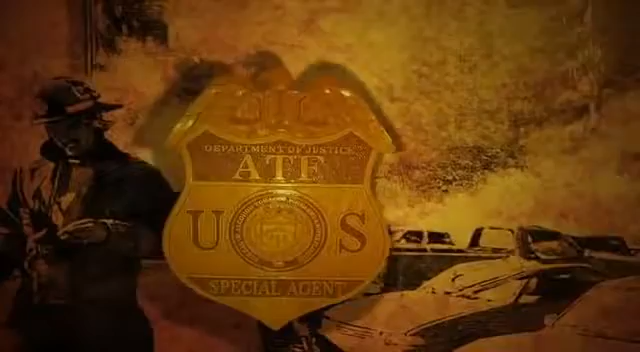 DEPARTMENT OF JUSTICE
ATF
U S
SPECIAL AGENT